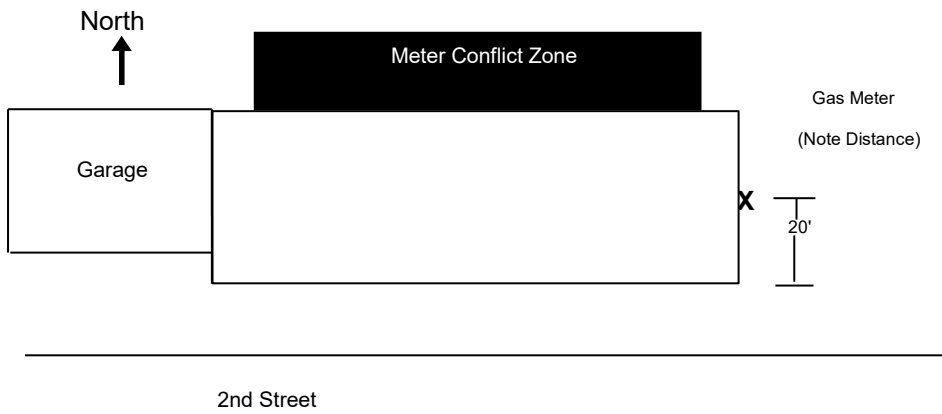 North
Meter Conflict Zone
Gas Meter
(Note Distance)
Garage
X
20'
2nd Street